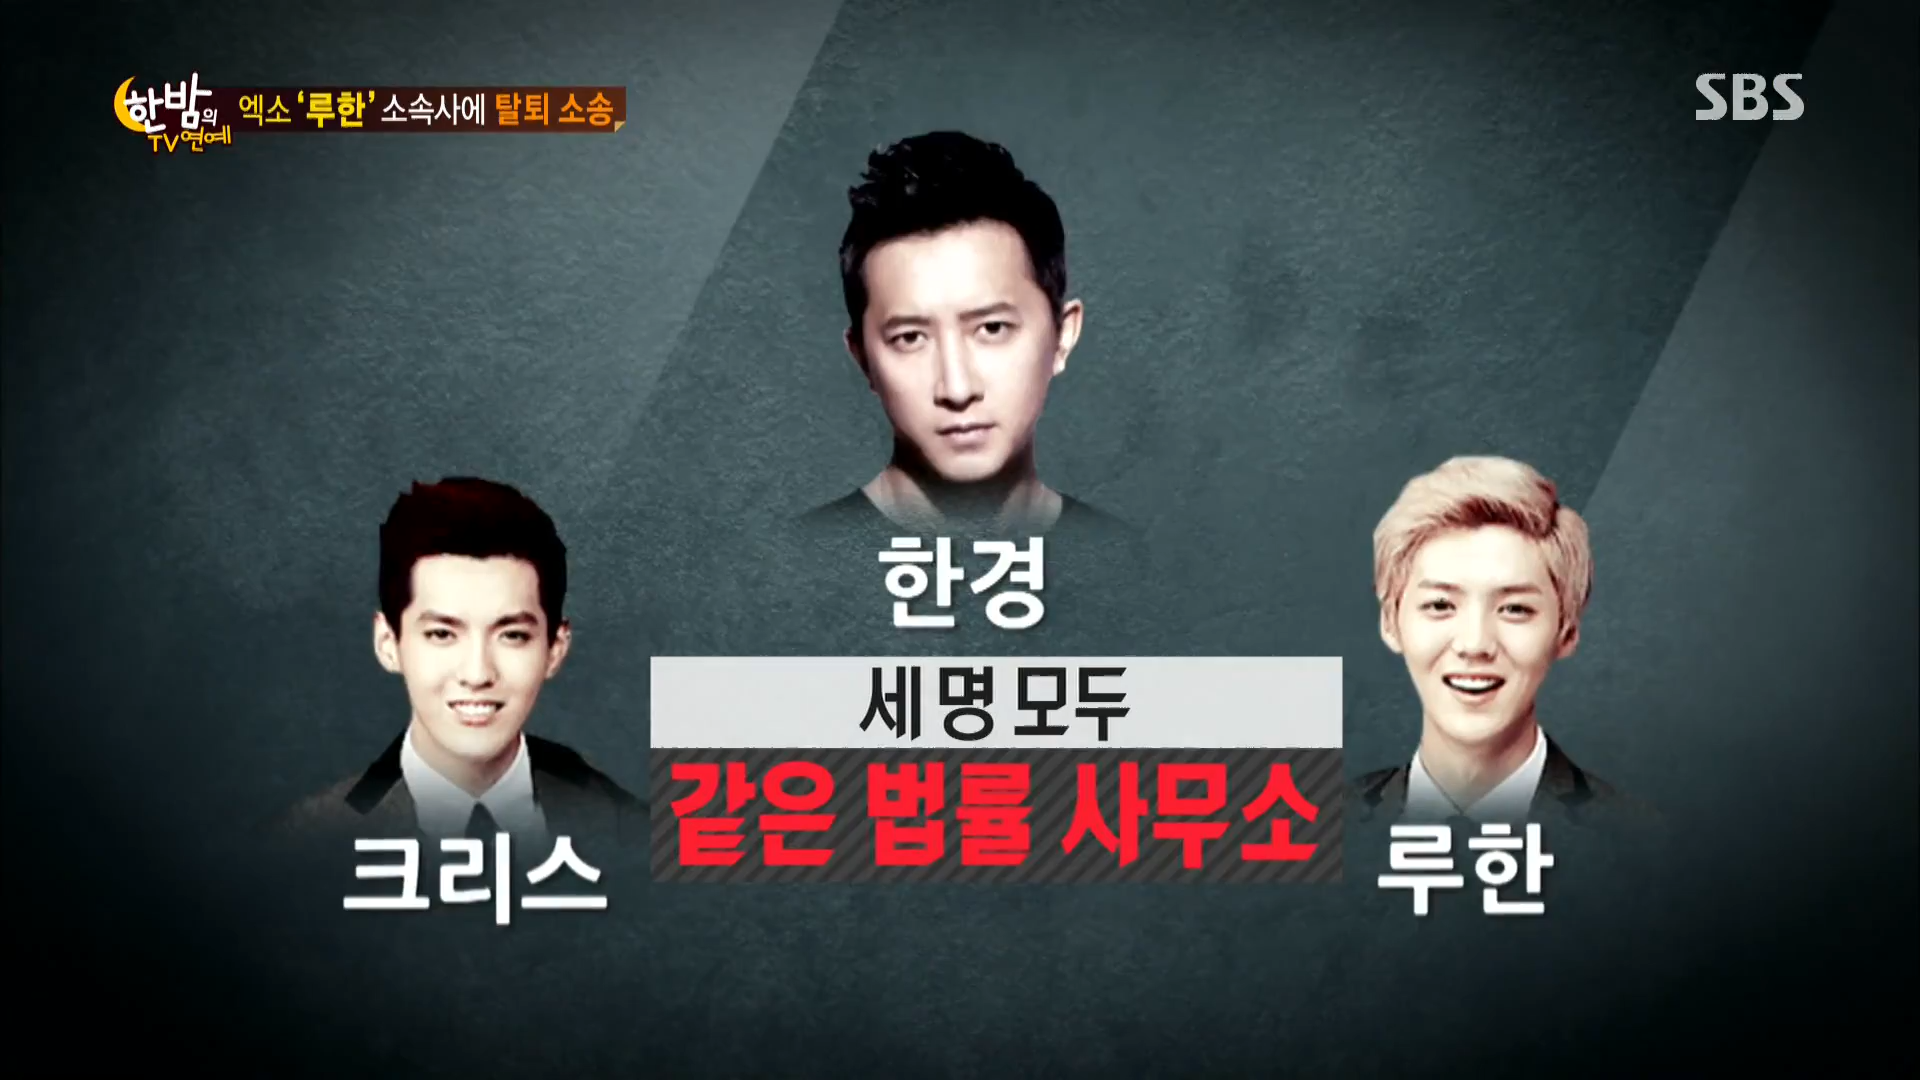 한밤의
TV연예
엑소 ‘루한’ 소속사에 탈퇴 소송
SBS
한경
세 명 모두
같은 법률 사무소
크리스
루한